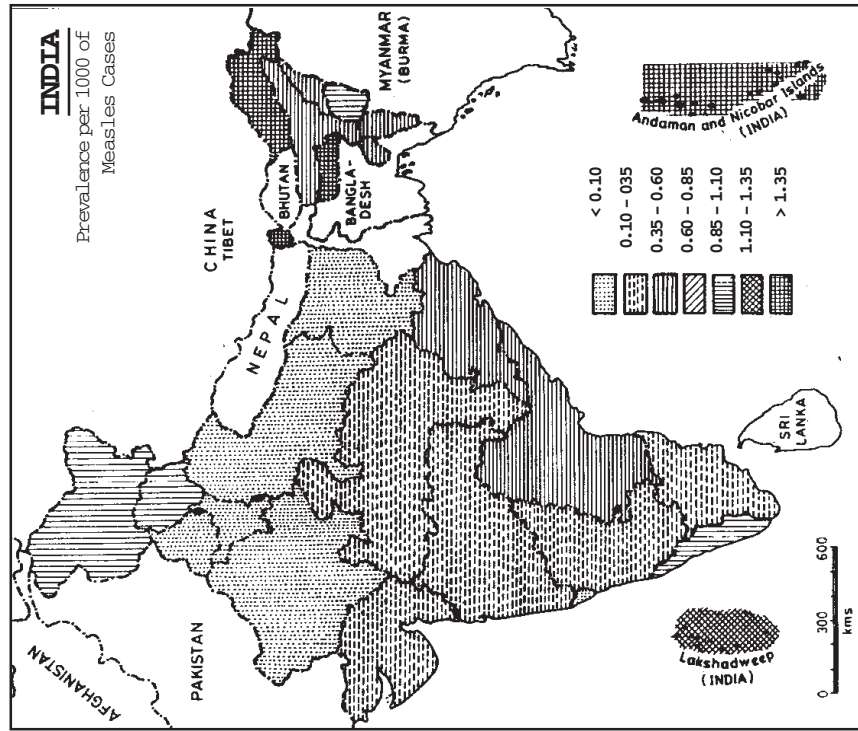 INDIA
Prevalence per 1000 of
Measles Cases
AFGHANISTAN
PAKISTAN
CHINA
TIBET
NEPAL
BHUTAN
BANGLA-
DESH
MYANMAR
(BURMA)
SRI
LANKA
Lakshadweep
(INDIA)
Andaman and Nicobar Islands
(INDIA)
< 0.10
0.10 – 035
0.35 – 0.60
0.60 – 0.85
0.85 – 1.10
1.10 – 1.35
> 1.35
0 300 600
kms